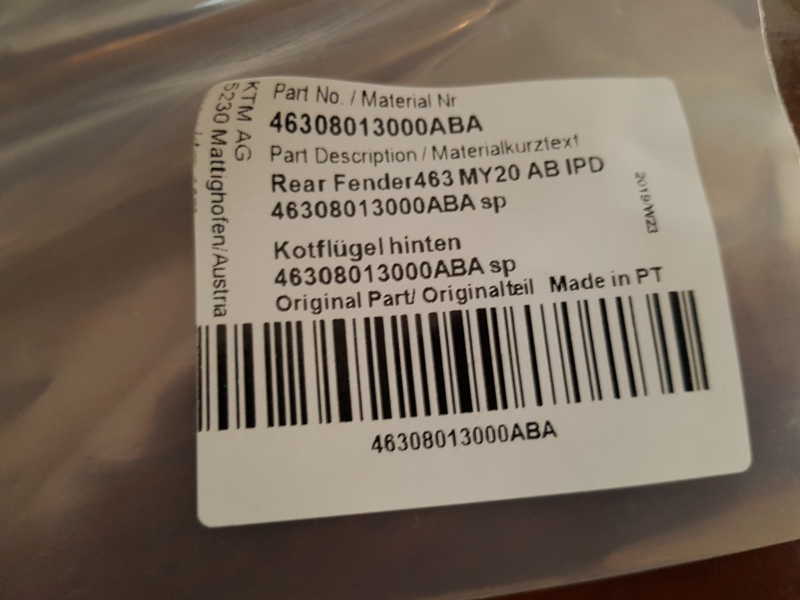 KTM AG
5230 Mattighofen/Austria
Part No. / Material Nr.
46308013000ABA
Part Description / Materialkurztext
Rear Fender463 MY20 AB IPD
46308013000ABA sp
2019/W23
Kotflügel hinten
46308013000ABA sp
Original Part/ Originalteil Made in PT
46308013000ABA